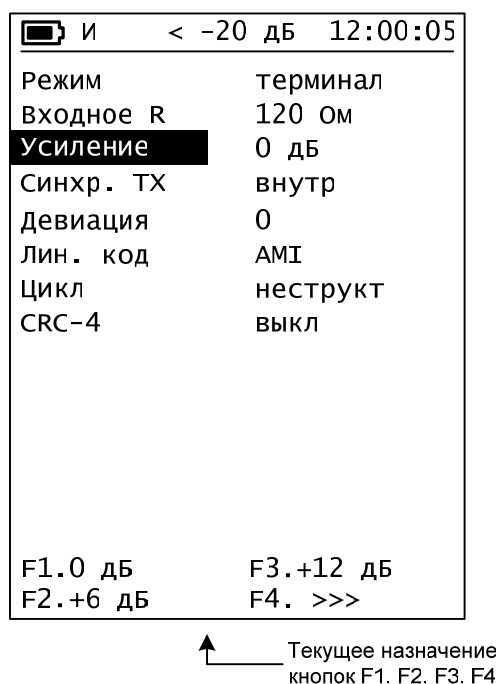 И < -20 дБ 12:00:05
Режим терминал
Входное R 120 Ом
Усиление 0 дБ
Синхр. TX внутр
Девиация 0
Лин. код AMI
Цикл неструкт
CRC-4 выкл
F1.0 дБ F3.+12 дБ
F2.+6 дБ F4. >>>
Текущее назначение
кнопок F1, F2, F3, F4